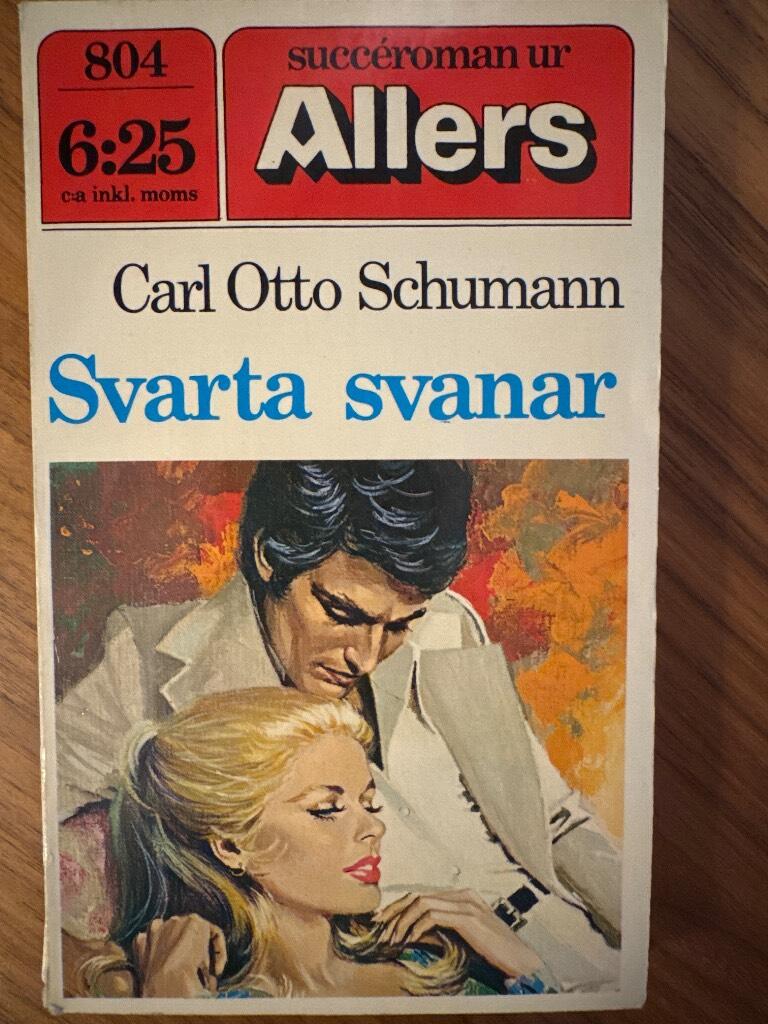 804
6:25
c:a inkl. moms
succéroman ur
Allers
Carl Otto Schumann
Svarta svanar